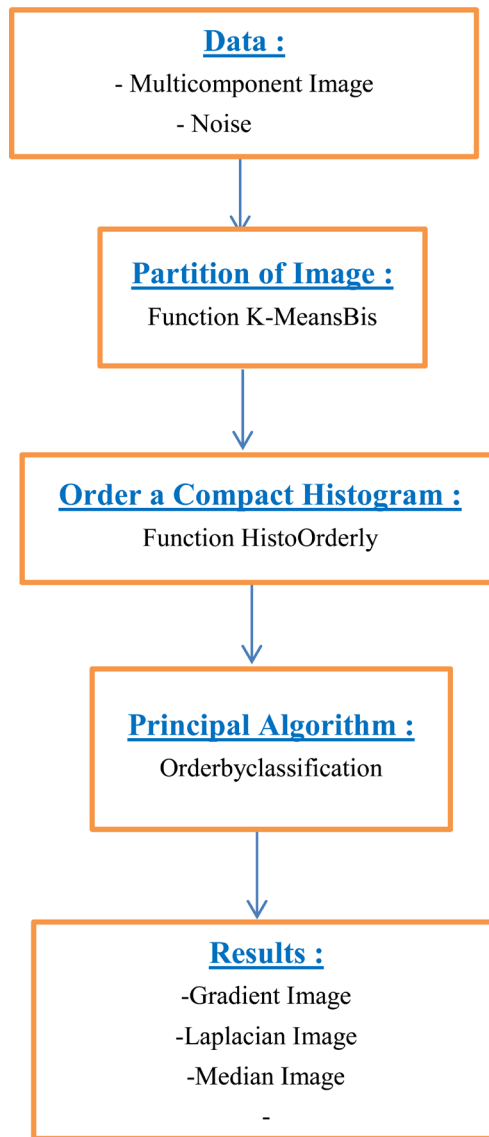 Data :
- Multicomponent Image
- Noise
Partition of Image :
Function K-MeansBis
Order a Compact Histogram :
Function HistoOrderly
Principal Algorithm :
Orderbyclassification
Results :
-Gradient Image
-Laplacian Image
-Median Image
-